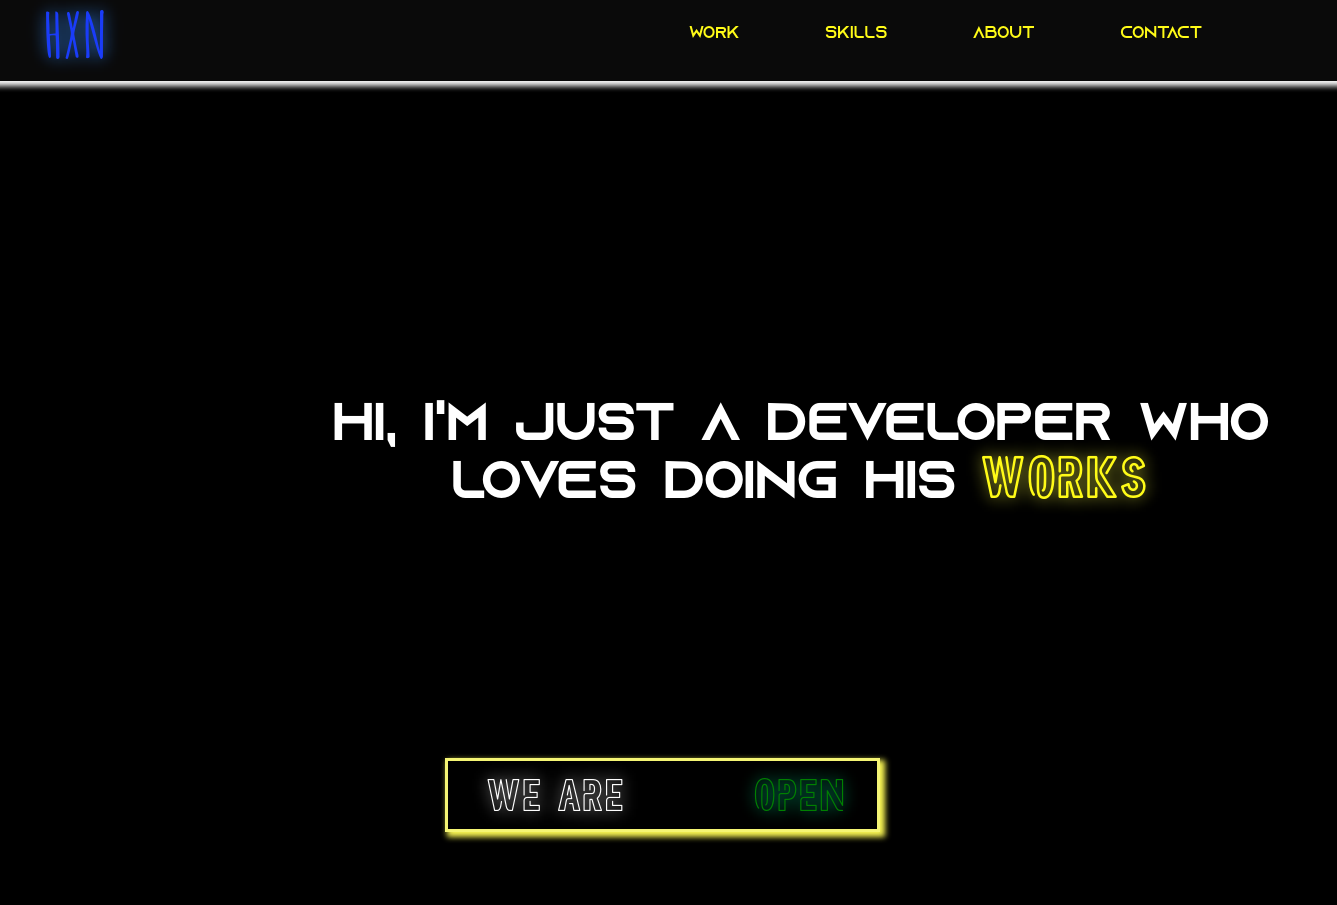 HXN
WORK SKILLS ABOUT CONTACT
HI, I'M JUST A DEVELOPER WHO
LOVES DOING HIS WORKS
WE ARE OPEN